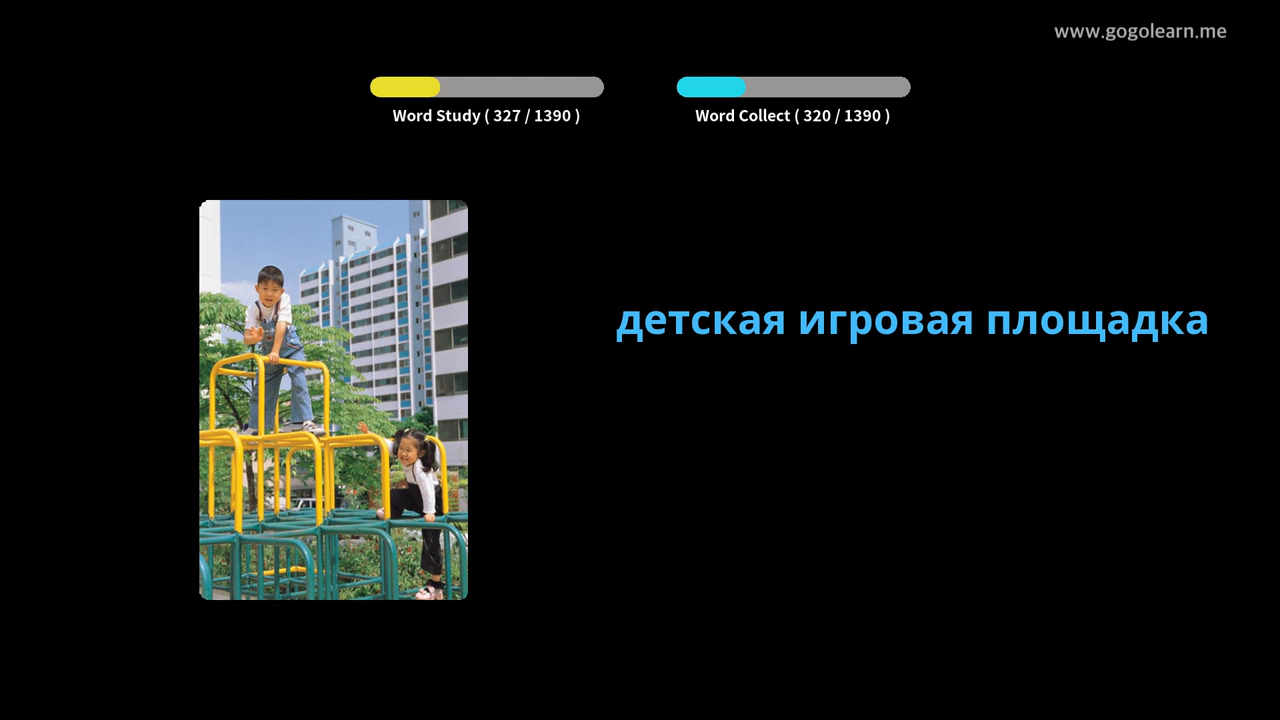 www.gogolearn.me
Word Study ( 327 / 1390 )
Word Collect ( 320 / 1390 )
детская игровая площадка